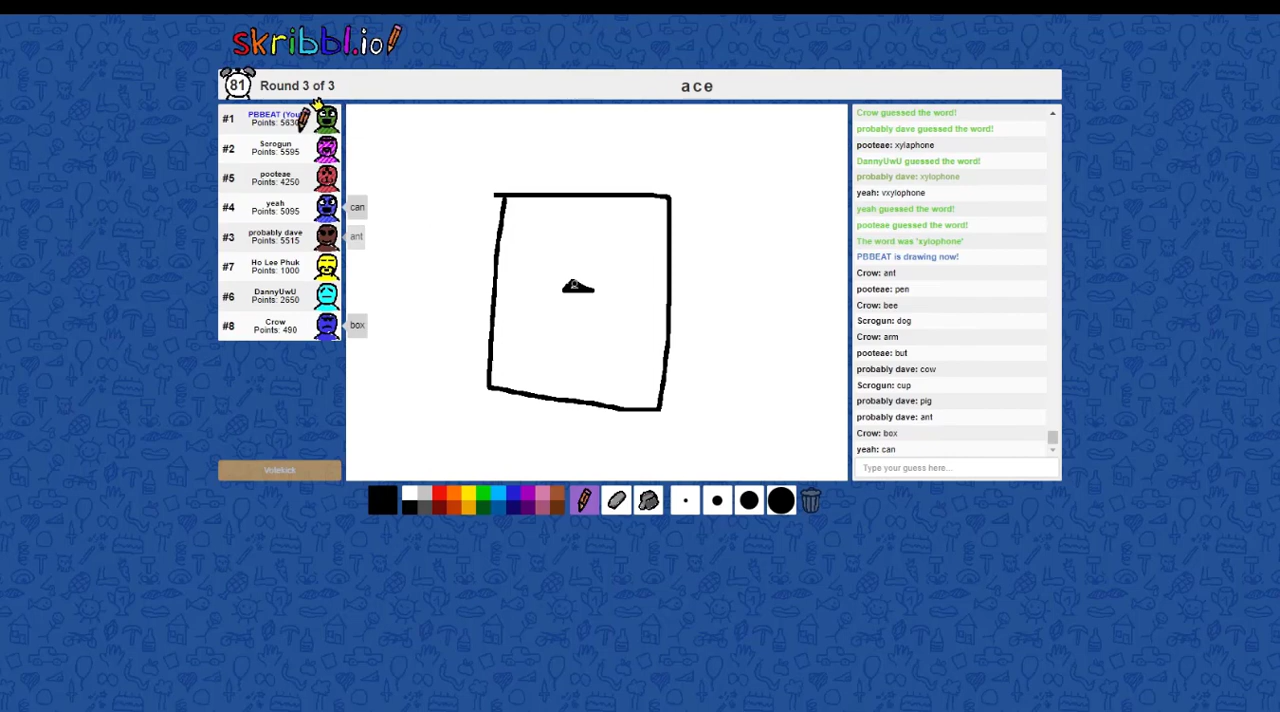 skribbl.io
81
Round 3 of 3
ace
#1
PBBEAT (You
Points: 5630
#2
Scrogun
Points: 5595
#5
pooteae
Points: 4250
#4
yeah
Points: 5095
can
#3
probably dave
Points: 5515
ant
#7
Ho Lee Phuk
Points: 1000
#6
DannyUwU
Points: 2650
#8
Crow
Points: 490
box
Votekick
Crow guessed the word!
probably dave guessed the word!
pooteae: xylaphone
DannyUwU guessed the word!
probably dave: xylophone
yeah: vxylophone
yeah guessed the word!
pooteae guessed the word!
The word was 'xylophone'
PBBEAT is drawing now!
Crow: ant
pooteae: pen
Crow: bee
Scrogun: dog
Crow: arm
pooteae: but
probably dave: cow
Scrogun: cup
probably dave: pig
probably dave: ant
Crow: box
yeah: can
Type your guess here...